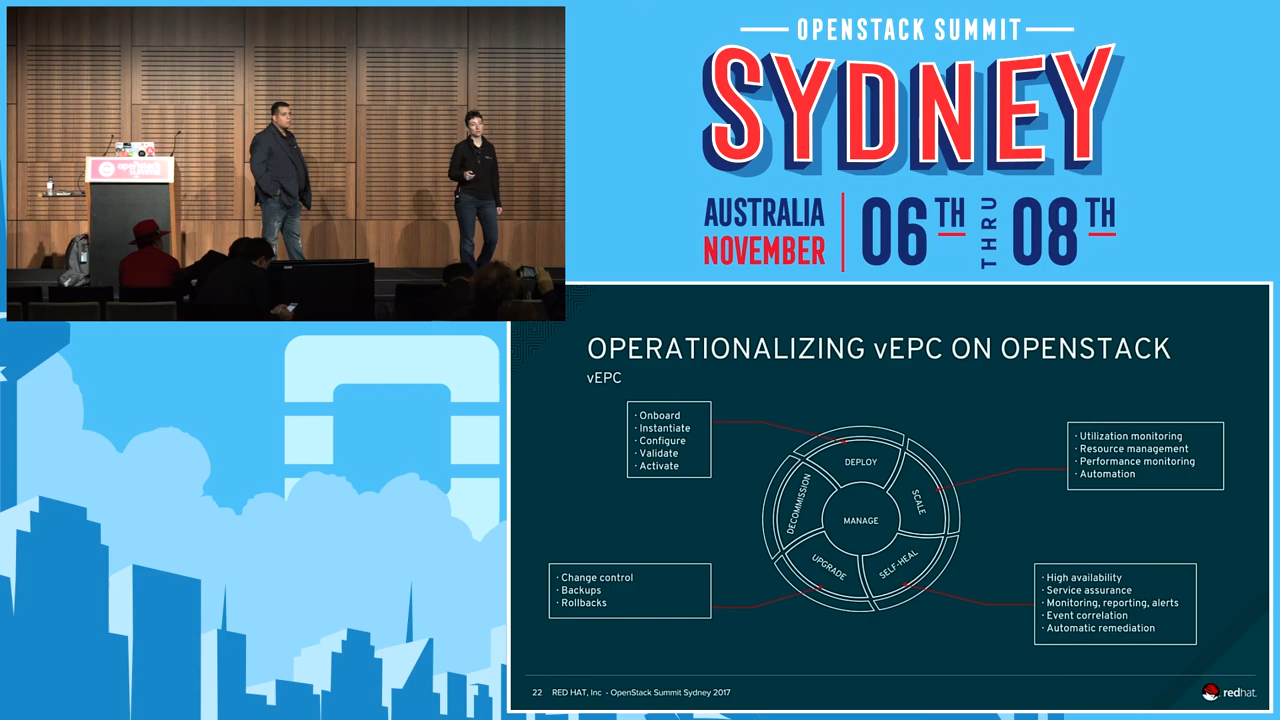 OPENSTACK SUMMIT
SYDNEY
AUSTRALIA
NOVEMBER
06TH
THRU
08TH
openstack
OPERATIONALIZING vEPC ON OPENSTACK
vEPC
· Onboard
· Instantiate
· Configure
· Validate
· Activate
· Utilization monitoring
· Resource management
· Performance monitoring
· Automation
DEPLOY
SCALE
DECOMMISSION
MANAGE
UPGRADE
SELF-HEAL
· Change control
· Backups
· Rollbacks
· High availability
· Service assurance
· Monitoring, reporting, alerts
· Event correlation
· Automatic remediation
22 RED HAT, Inc - OpenStack Summit Sydney 2017
redhat.